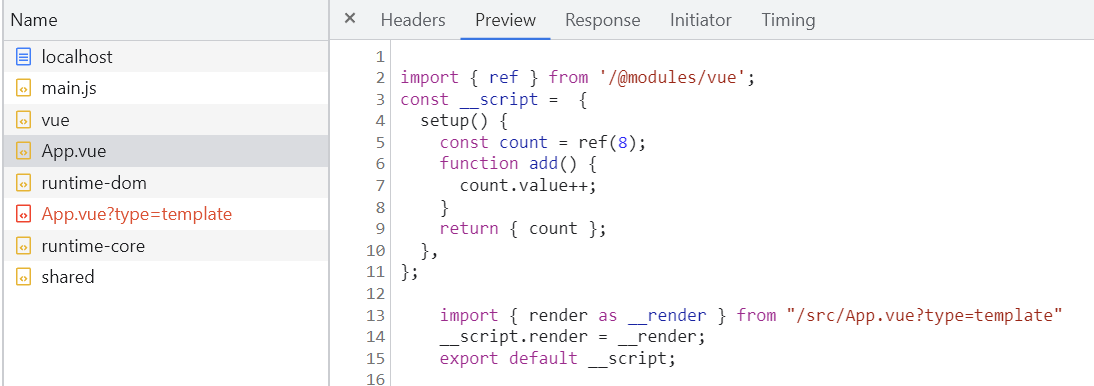 Name
localhost
main.js
vue
App.vue
runtime-dom
App.vue?type=template
runtime-core
shared
× Headers Preview Response Initiator Timing
1
2 import { ref } from '/@modules/vue';
3 const __script =  {
4   setup() {
5     const count = ref(8);
6     function add() {
7       count.value++;
8     }
9     return { count };
10   },
11 };
12
13     import { render as __render } from "/src/App.vue?type=template"
14     __script.render = __render;
15     export default __script;
16